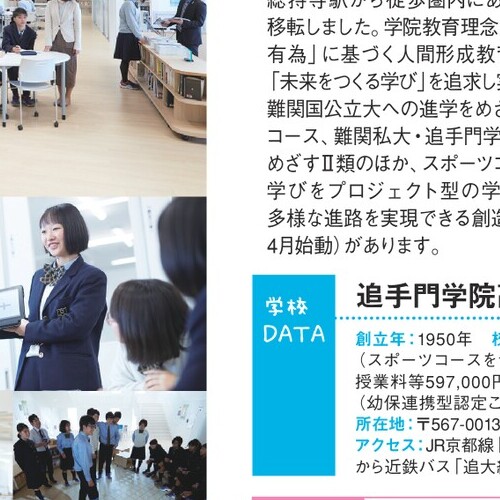 総持寺駅から徒歩圏内にあ
移転しました。学院教育理念
有為」に基づく人間形成教育
「未来をつくる学び」を追求し実
難関国公立大への進学をめざ
コース、難関私大・追手門学
めざすⅡ類のほか、スポーツコ
学びをプロジェクト型の学
多様な進路を実現できる創造
4月始動)があります。
学校
DATA
追手門学院高
創立年：1950年 校
(スポーツコースを
授業料等597,000円
(幼保連携型認定こ
所在地：〒567-0013
アクセス：JR京都線
から近鉄バス「追大総